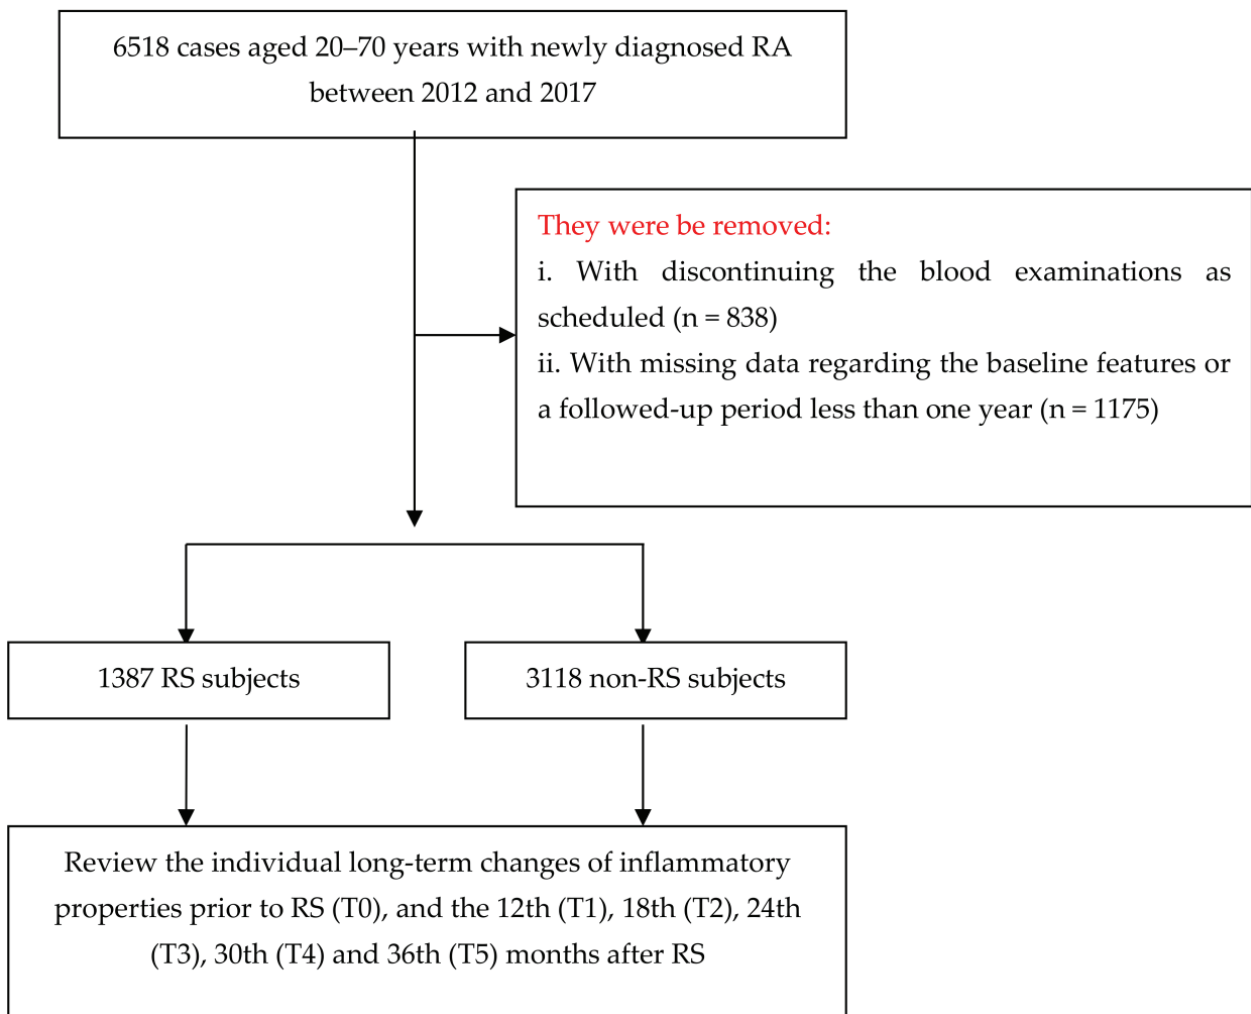 6518 cases aged 20–70 years with newly diagnosed RA
between 2012 and 2017
They were be removed:
i. With discontinuing the blood examinations as
scheduled (n = 838)
ii. With missing data regarding the baseline features or
a followed-up period less than one year (n = 1175)
1387 RS subjects
3118 non-RS subjects
Review the individual long-term changes of inflammatory
properties prior to RS (T0), and the 12th (T1), 18th (T2), 24th
(T3), 30th (T4) and 36th (T5) months after RS